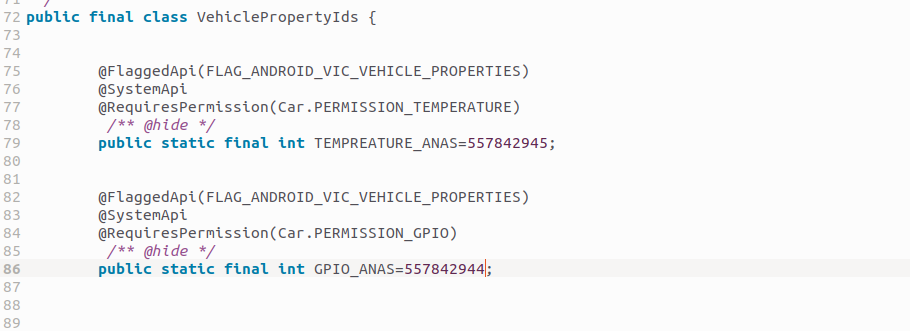 71 */
72 public final class VehiclePropertyIds {
73
74
75 @FlaggedApi(FLAG_ANDROID_VIC_VEHICLE_PROPERTIES)
76 @SystemApi
77 @RequiresPermission(Car.PERMISSION_TEMPERATURE)
78 /** @hide */
79 public static final int TEMPREATURE_ANAS=557842945;
80
81
82 @FlaggedApi(FLAG_ANDROID_VIC_VEHICLE_PROPERTIES)
83 @SystemApi
84 @RequiresPermission(Car.PERMISSION_GPIO)
85 /** @hide */
86 public static final int GPIO_ANAS=557842944;
87
88
89